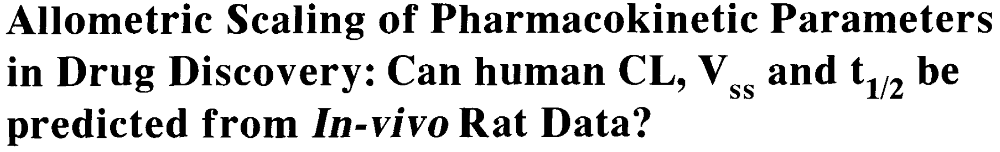 Allometric Scaling of Pharmacokinetic Parameters
in Drug Discovery: Can human CL, Vss and t1/2 be
predicted from In-vivo Rat Data?